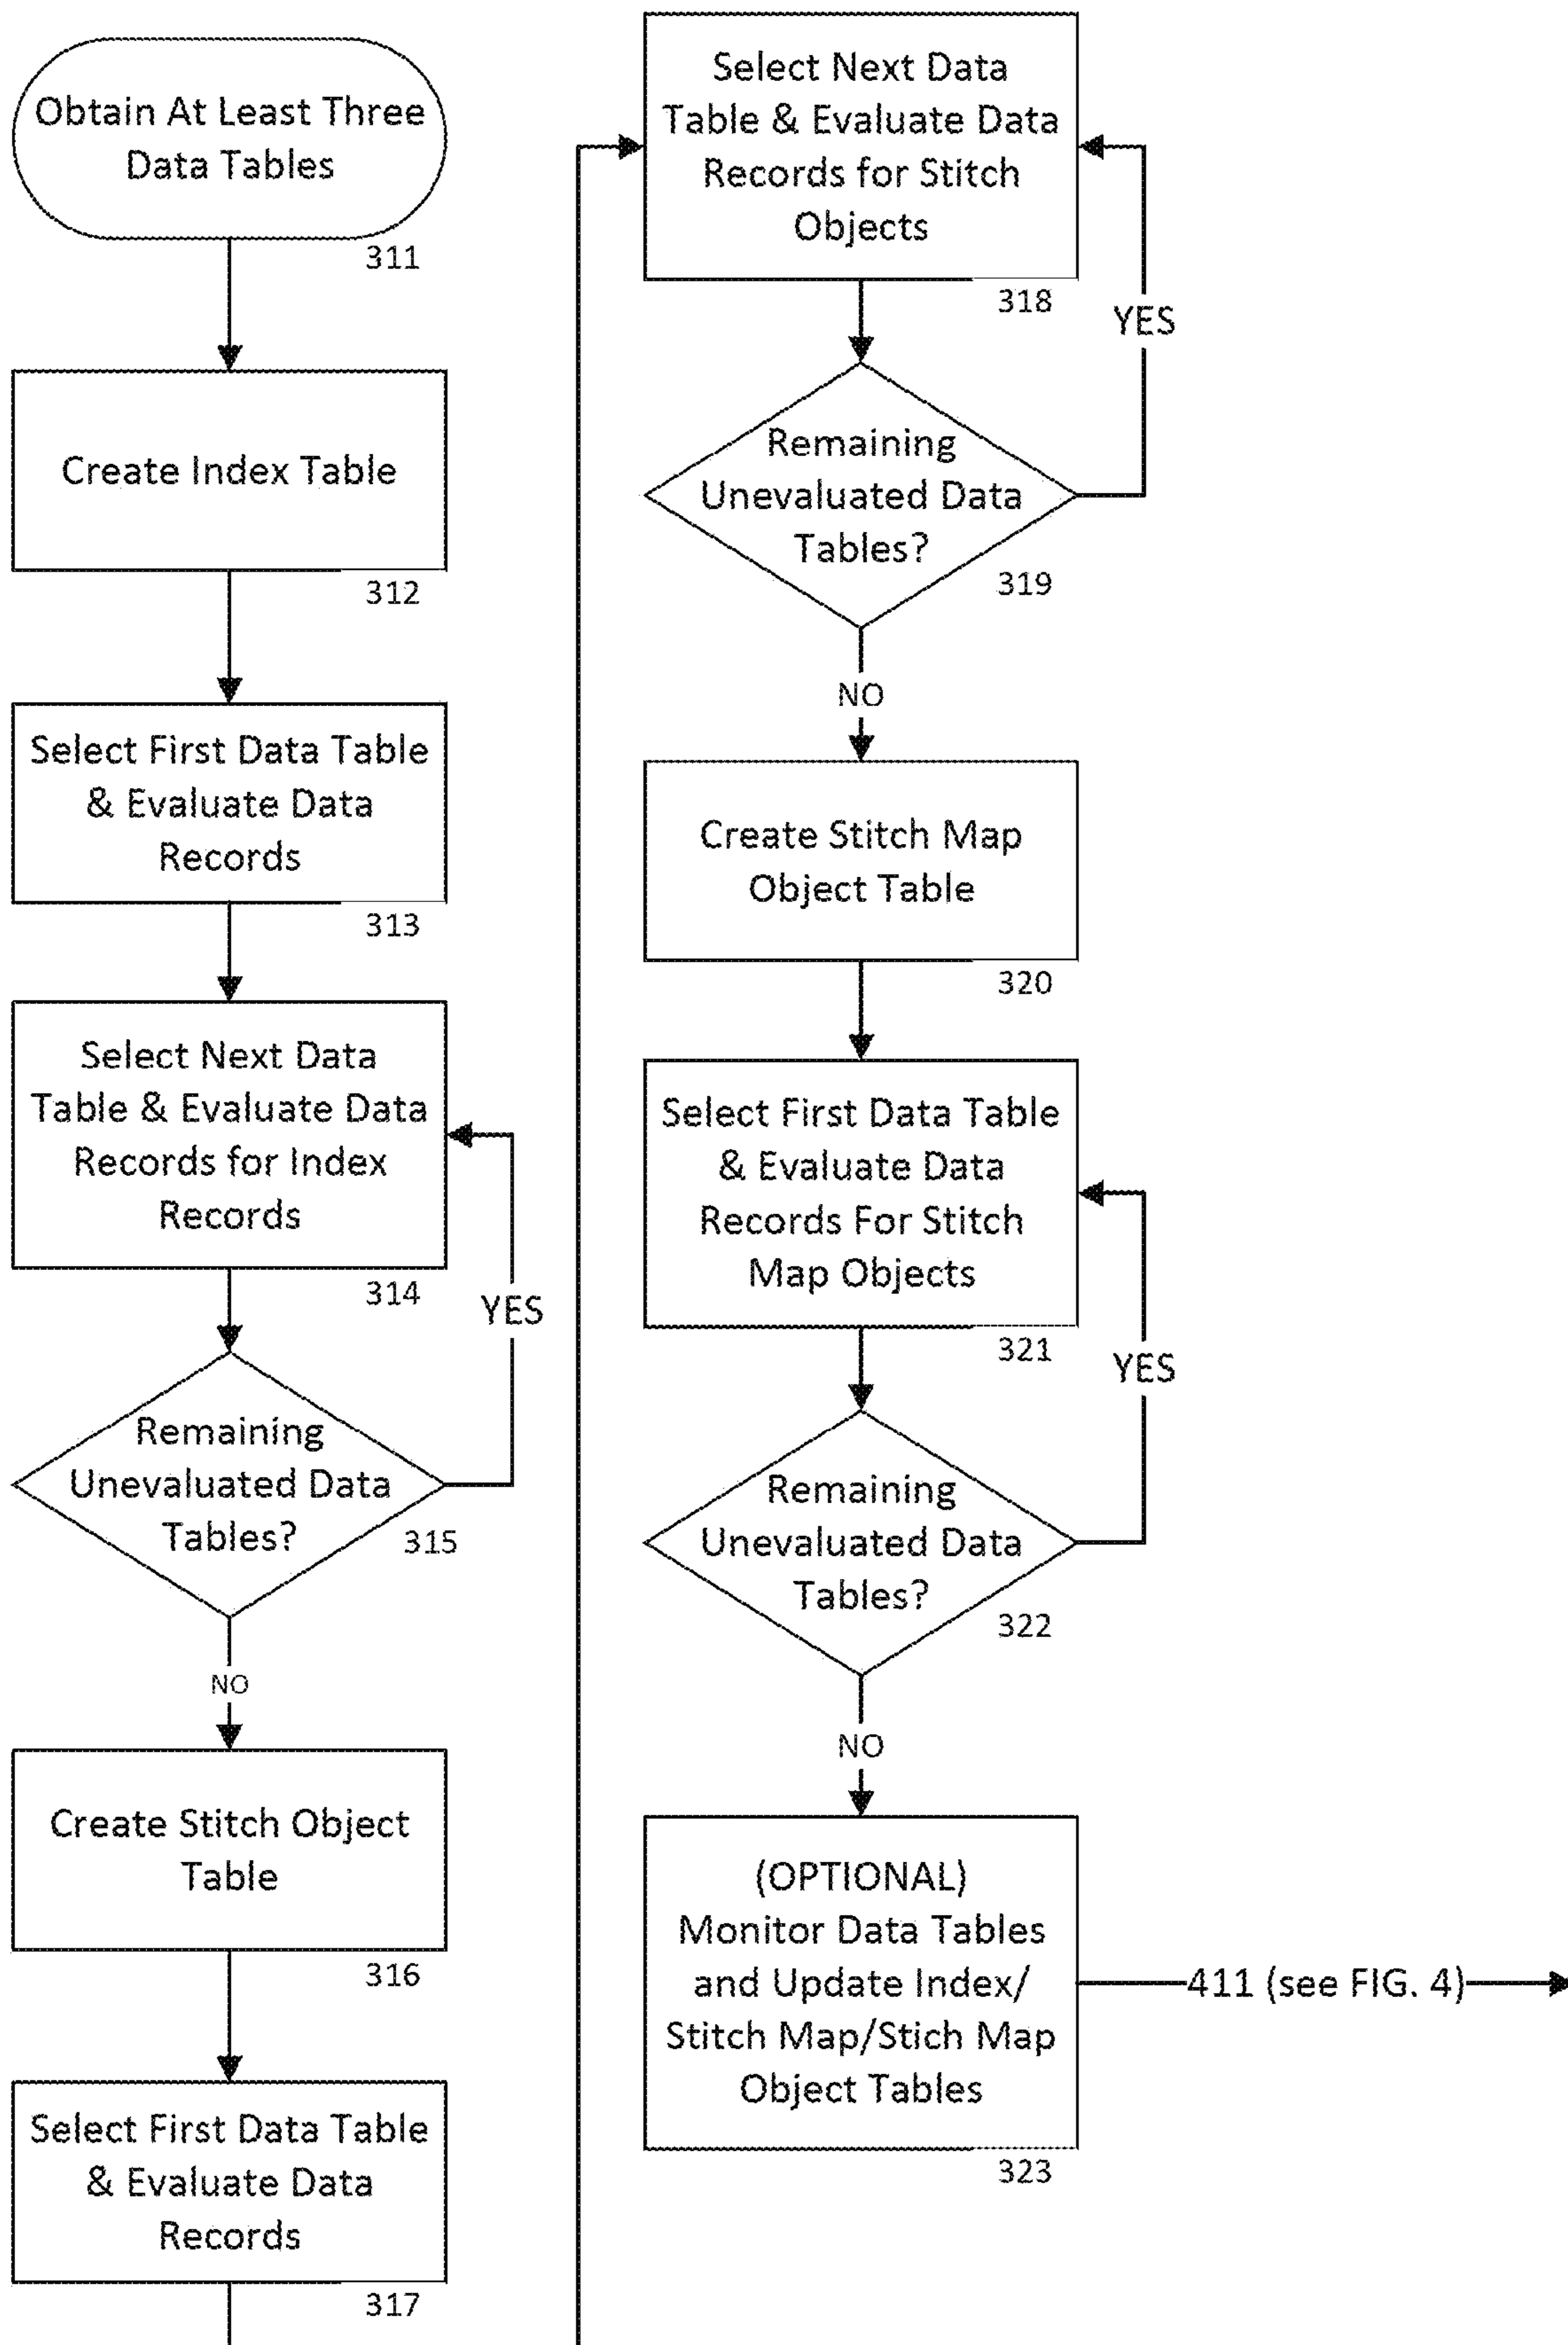 Obtain At Least Three
Data Tables
311
Create Index Table
312
Select First Data Table
& Evaluate Data
Records
313
Select Next Data
Table & Evaluate Data
Records for Index
Records
314
YES
Remaining
Unevaluated Data
Tables?
315
NO
Create Stitch Object
Table
316
Select First Data Table
& Evaluate Data
Records
317
Select Next Data
Table & Evaluate Data
Records for Stitch
Objects
318
YES
Remaining
Unevaluated Data
Tables?
319
NO
Create Stitch Map
Object Table
320
Select First Data Table
& Evaluate Data
Records For Stitch
Map Objects
321
YES
Remaining
Unevaluated Data
Tables?
322
NO
(OPTIONAL)
Monitor Data Tables
and Update Index/
Stitch Map/Stich Map
Object Tables
323
411 (see FIG. 4)